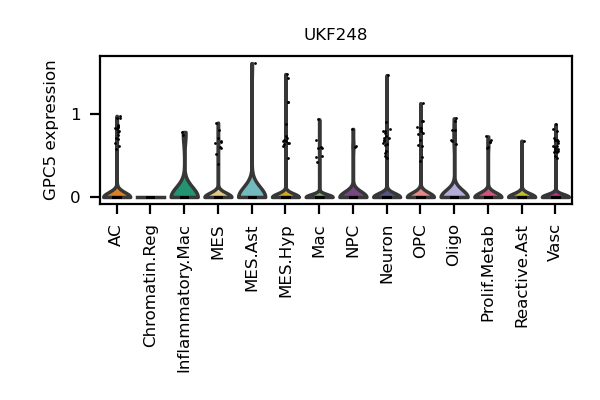 UKF248
GPC5 expression
1
0
AC
Chromatin.Reg
Inflammatory.Mac
MES
MES.Ast
MES.Hyp
Mac
NPC
Neuron
OPC
Oligo
Prolif.Metab
Reactive.Ast
Vasc